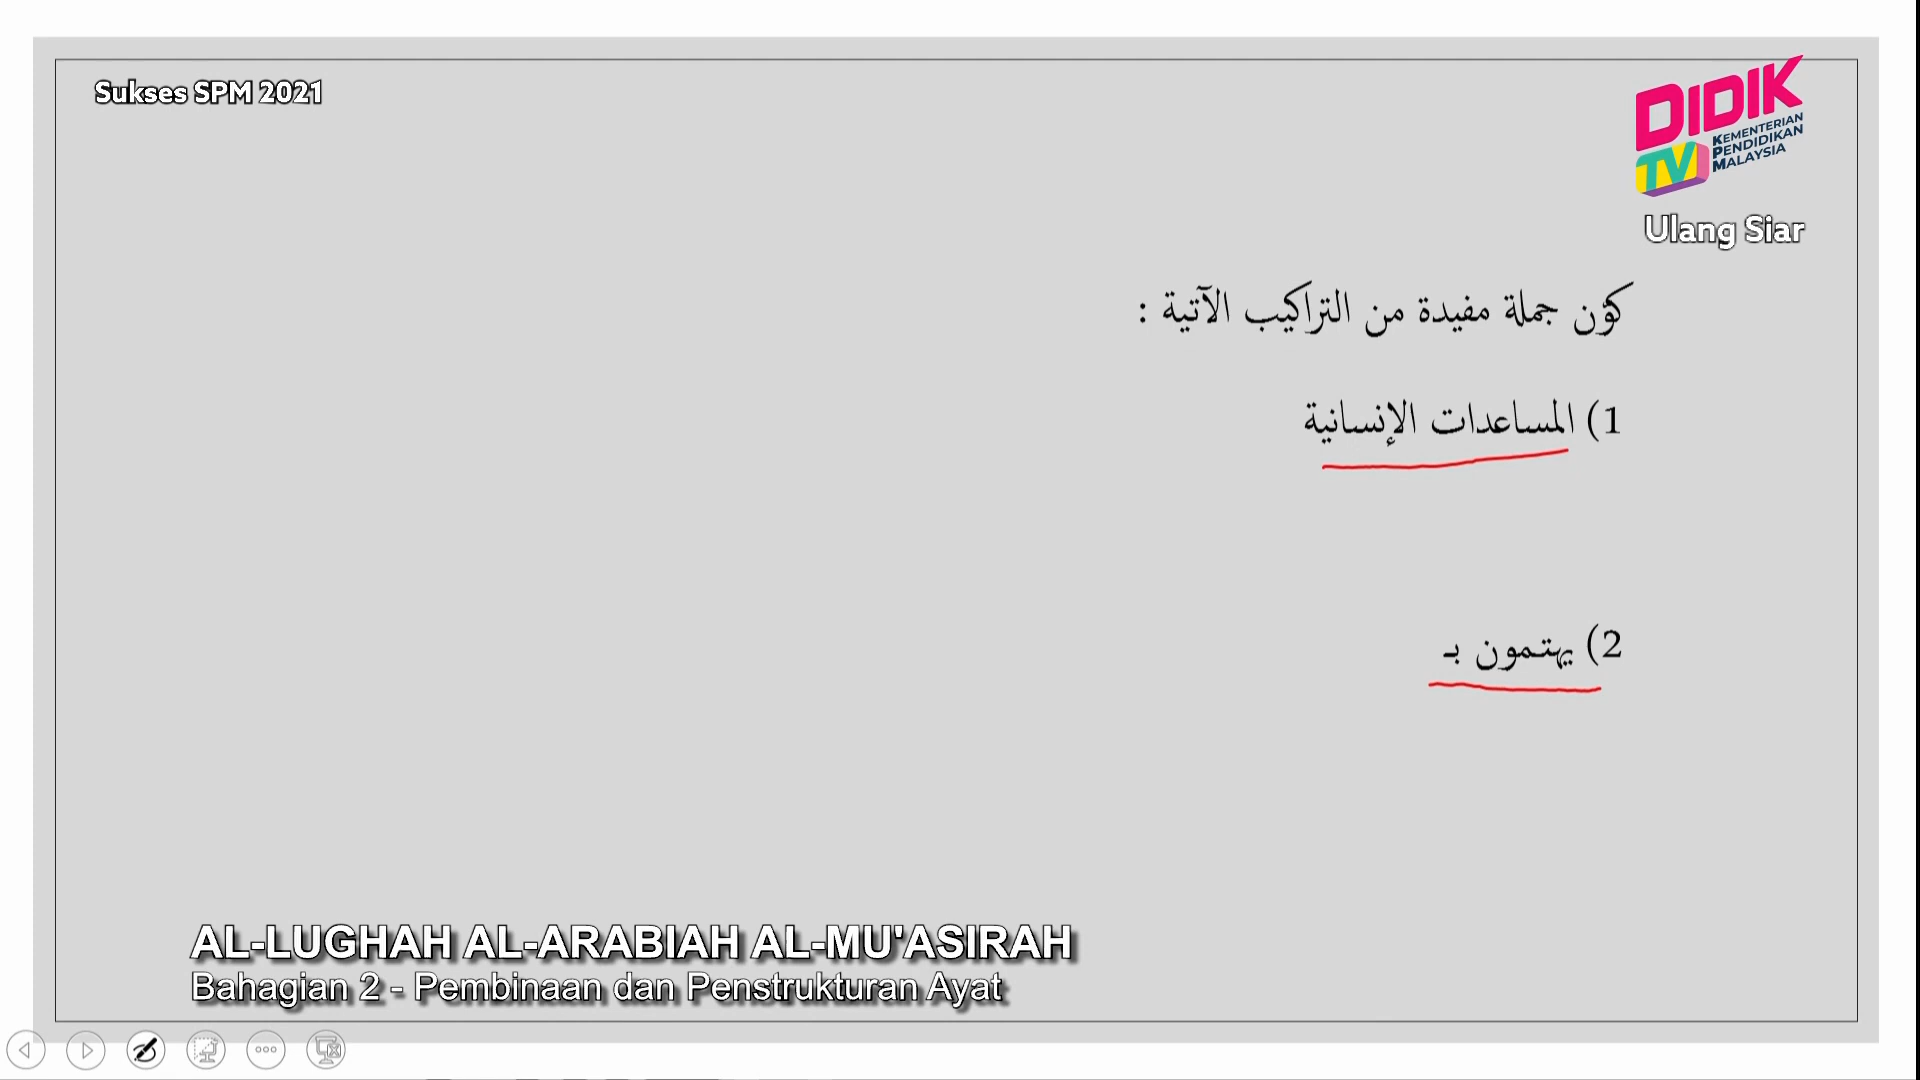 Sukses SPM 2021
DIDIK
TV
KEMENTERIAN
PENDIDIKAN
MALAYSIA
Ulang Siar
كوّن جملة مفيدة من التراكيب الآتية :
1) المساعدات الإنسانية
2) يهتمون بـ
AL-LUGHAH AL-ARABIAH AL-MU'ASIRAH
Bahagian 2 - Pembinaan dan Penstrukturan Ayat